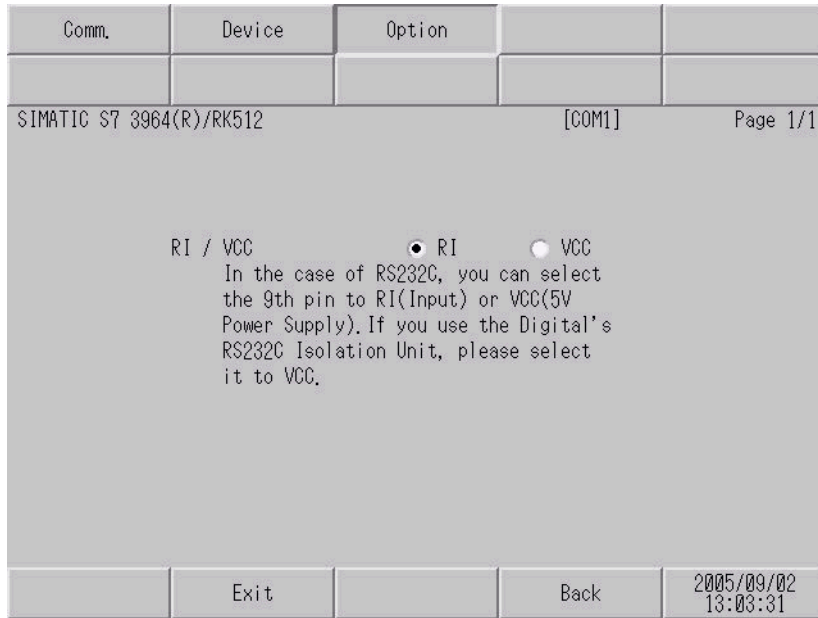 Comm. Device Option
SIMATIC S7 3964(R)/RK512 [COM1] Page 1/1
RI / VCC RI VCC
In the case of RS232C, you can select
the 9th pin to RI(Input) or VCC(5V
Power Supply).If you use the Digital's
RS232C Isolation Unit, please select
it to VCC.
Exit Back 2005/09/02
13:03:31